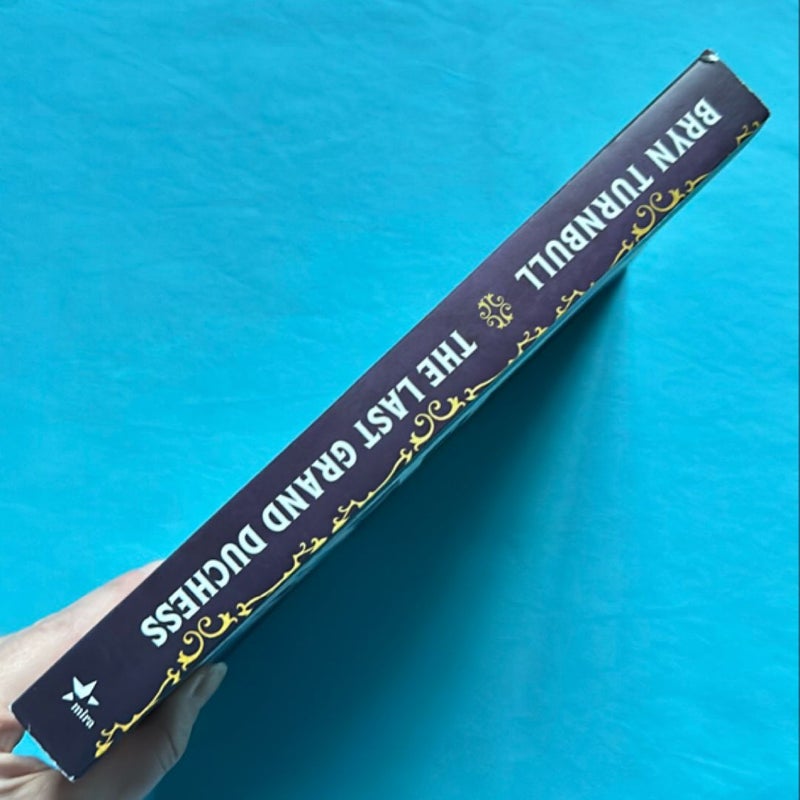 BRYN TURNBULL
THE LAST GRAND DUCHESS
mira